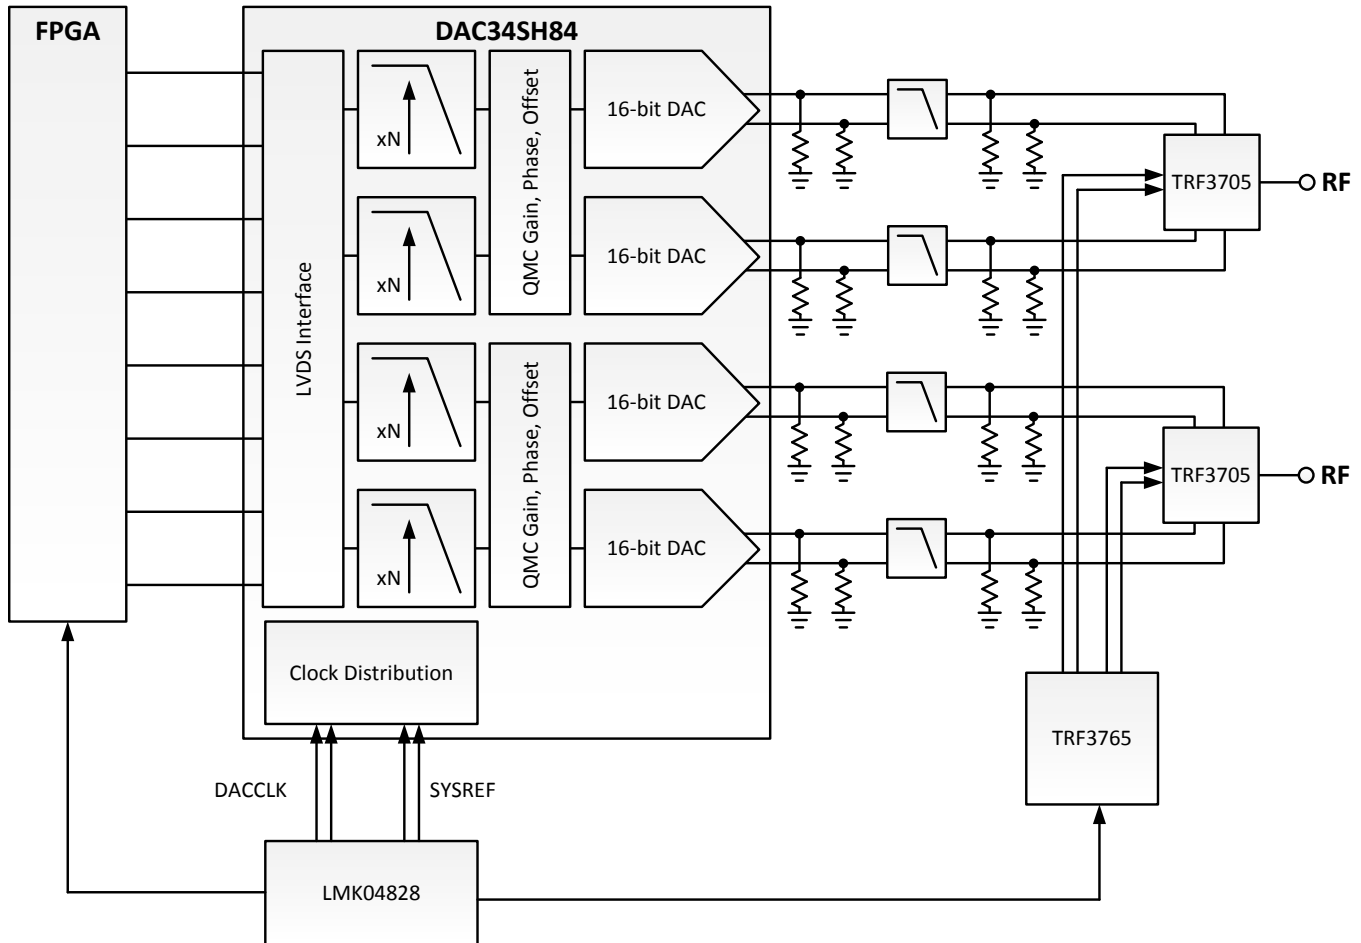 FPGA
DAC34SH84
LVDS Interface
xN
QMC Gain, Phase, Offset
16-bit DAC
TRF3705
RF
xN
16-bit DAC
xN
QMC Gain, Phase, Offset
16-bit DAC
TRF3705
RF
xN
16-bit DAC
Clock Distribution
TRF3765
DACCLK
SYSREF
LMK04828